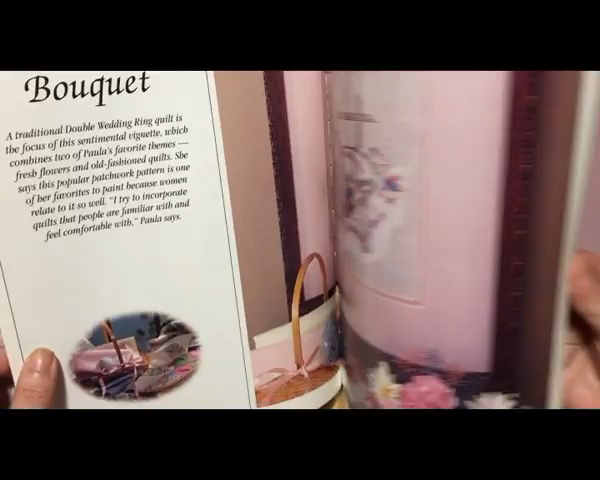 Bouquet
A traditional Double Wedding Ring quilt is
the focus of this sentimental vignette, which
combines two of Paula's favorite themes —
fresh flowers and old-fashioned quilts. She
says this popular patchwork pattern is one
of her favorites to paint because women
relate to it so well. "I try to incorporate
quilts that people are familiar with and
feel comfortable with," Paula says.